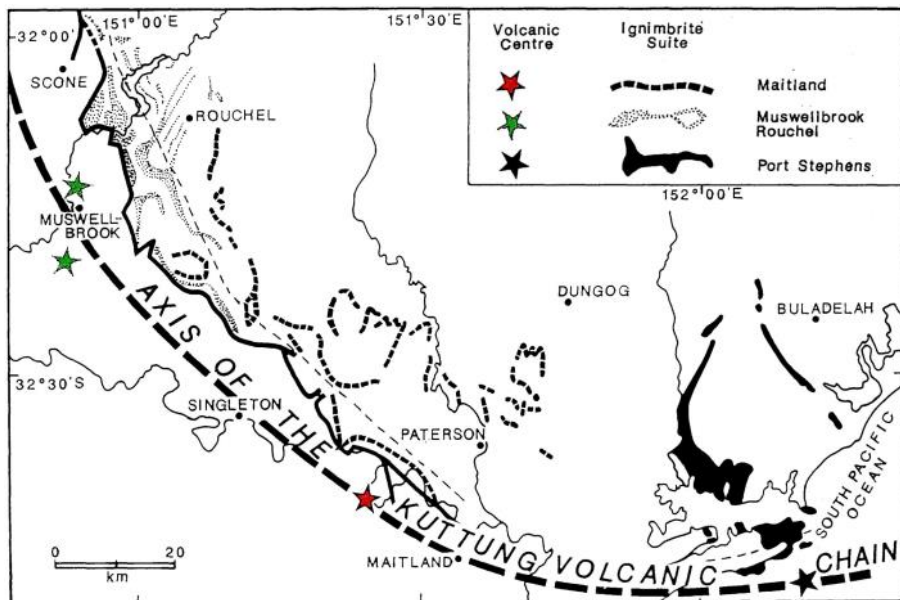 151°00'E
151°30'E
32°00'
SCONE
ROUCHEL
MUSWELL-
BROOK
Volcanic
Centre
Ignimbrite
Suite
Maitland
Muswellbrook
Rouchel
Port Stephens
152°00'E
DUNGOG
BULADELAH
32°30'S
SINGLETON
PATERSON
MAITLAND
AXIS OF THE KUTTUNG VOLCANIC CHAIN
SOUTH PACIFIC
OCEAN
0 20
km